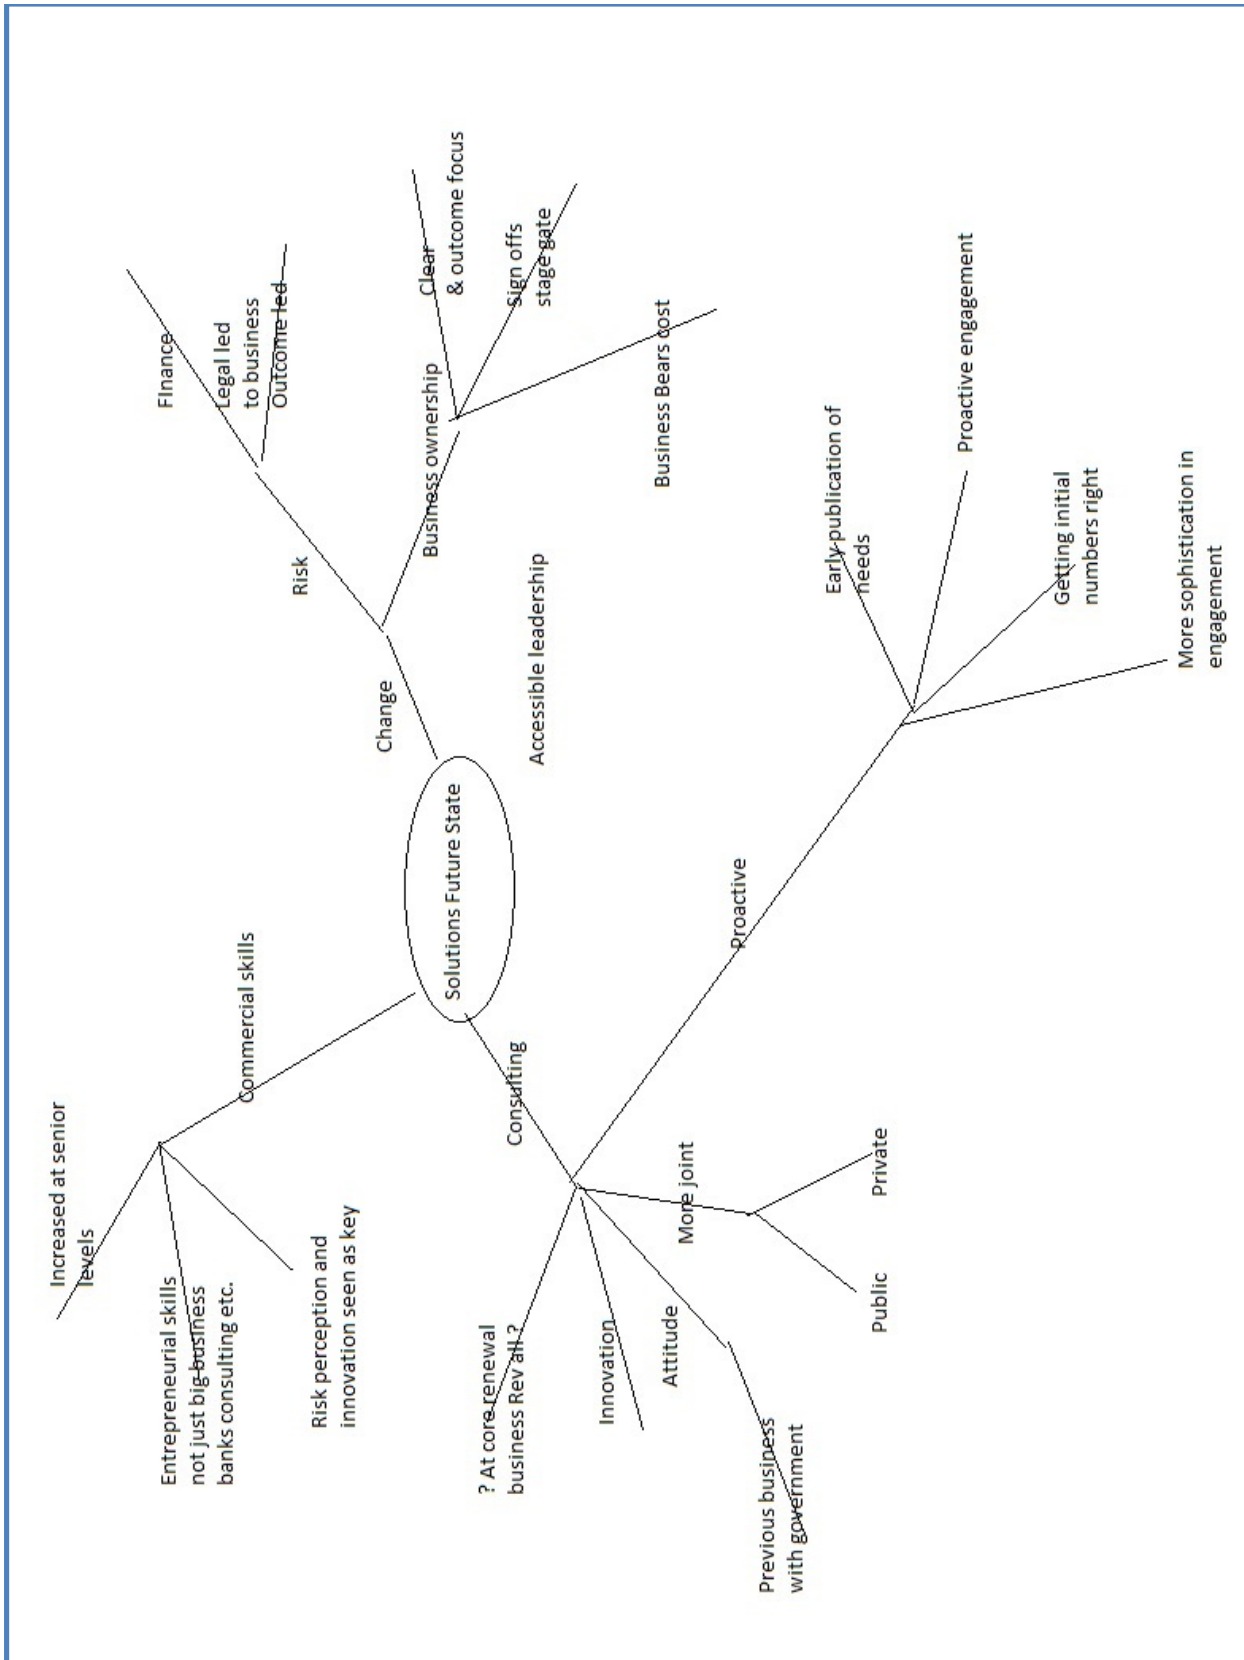 Increased at senior
levels
Entrepreneurial skills
not just big business
banks consulting etc.
Risk perception and
innovation seen as key
Commercial skills
Solutions Future State
Change
Risk
FInance
Legal led
to business
Outcome led
Business ownership
Clear
& outcome focus
sign offs
stage gate
Business Bears cost
Accessible leadership
Consulting
? At core renewal
business Rev all ?
Innovation
Attitude
Previous business
with government
More joint
Public
Private
Proactive
Early publication of
needs
Proactive engagement
Getting initial
numbers right
More sophistication in
engagement